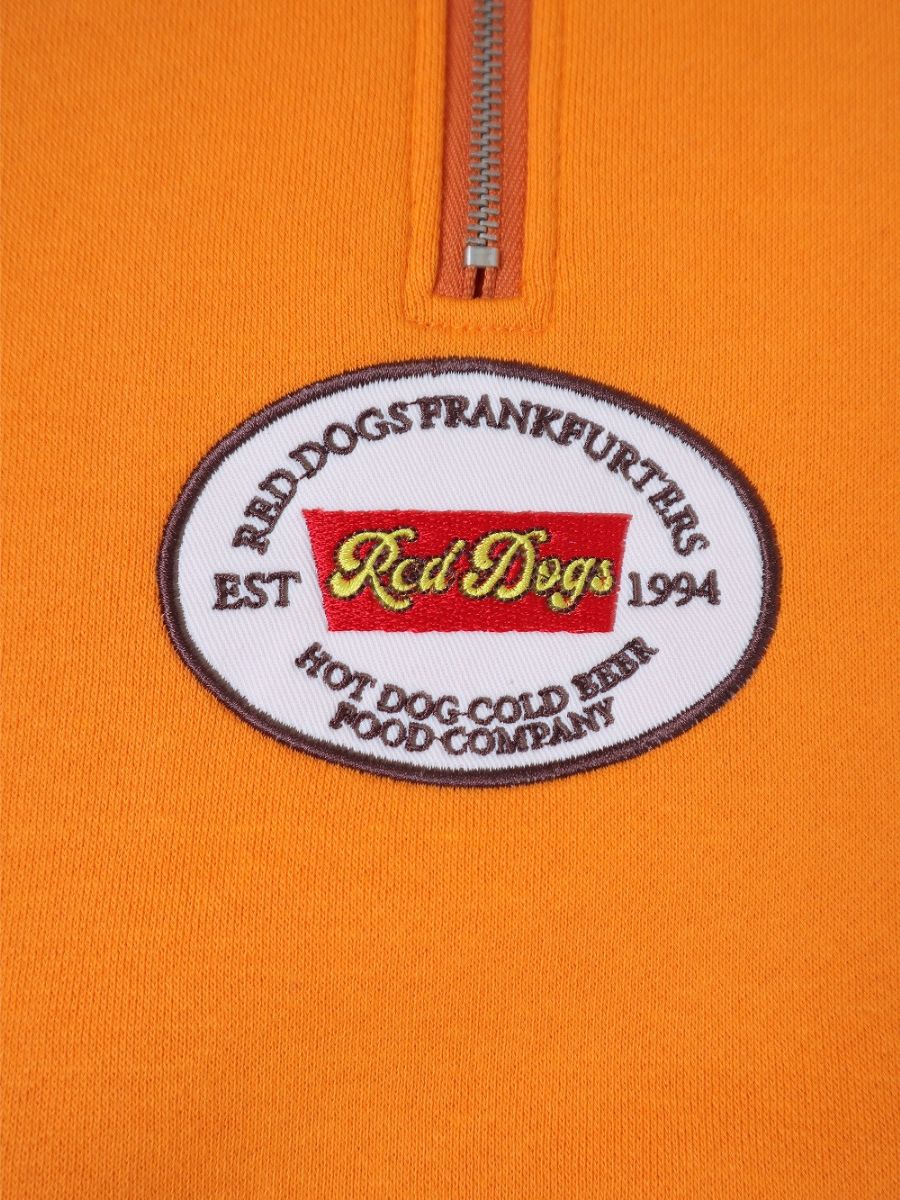 RED DOGS FRANKFURTERS
EST
Red Dogs
1994
HOT DOG·COLD BEER
FOOD·COMPANY